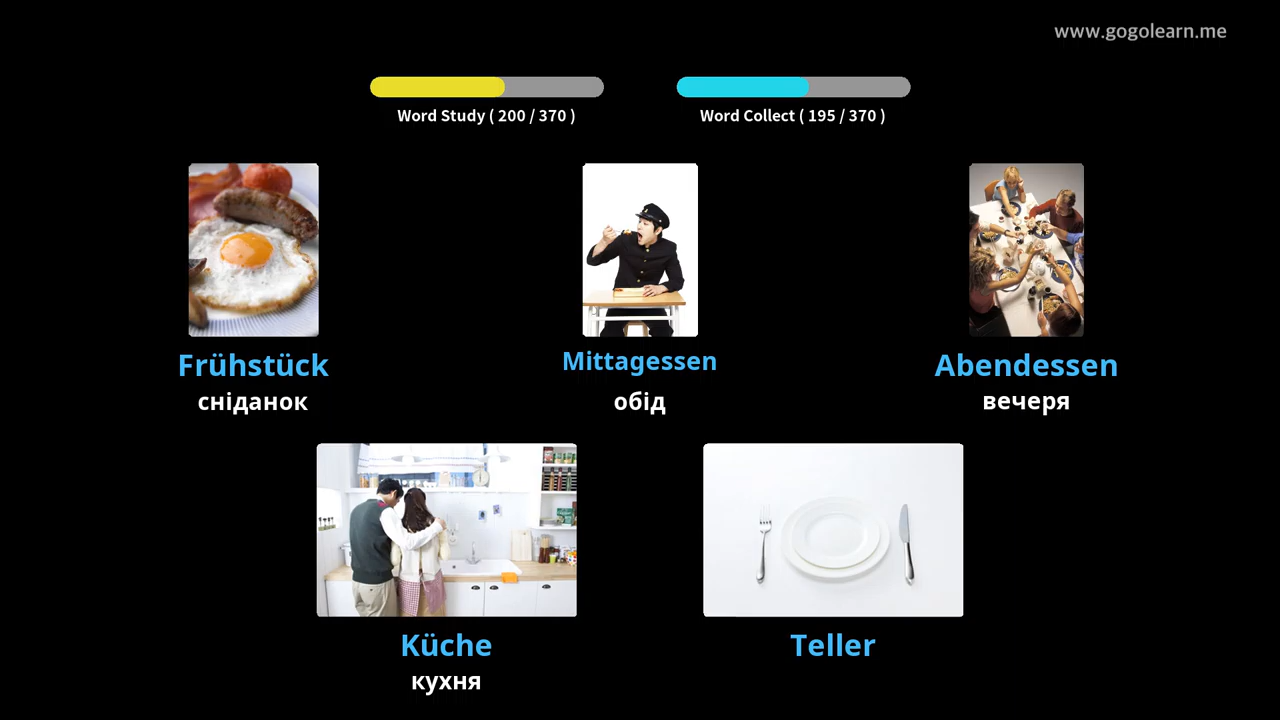 www.gogolearn.me
Word Study ( 200 / 370 )
Word Collect ( 195 / 370 )
Frühstück
сніданок
Mittagessen
обід
Abendessen
вечеря
Küche
кухня
Teller